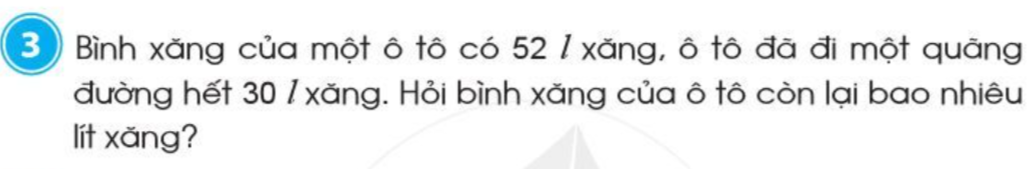 3 Bình xăng của một ô tô có 52 l xăng, ô tô đã đi một quãng
đường hết 30 l xăng. Hỏi bình xăng của ô tô còn lại bao nhiêu
lít xăng?